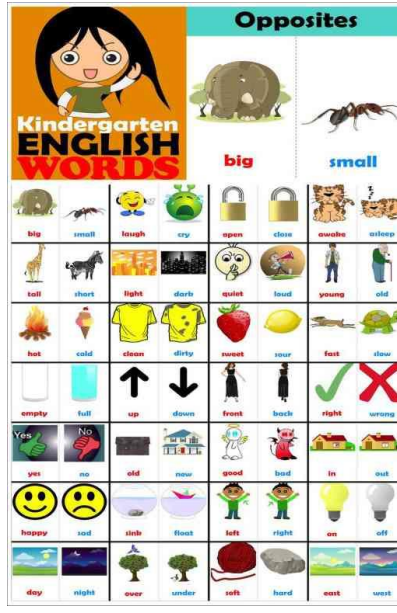 Opposites
Kindergarten
ENGLISH
WORDS
big small
big small laugh cry open close awake asleep
tall short light dark quiet loud young old
hot cold clean dirty sweet sour fast slow
empty full up down front back right wrong
Yes No
yes no old new good bad in out
happy sad sink float left right on off
day night over under soft hard east west